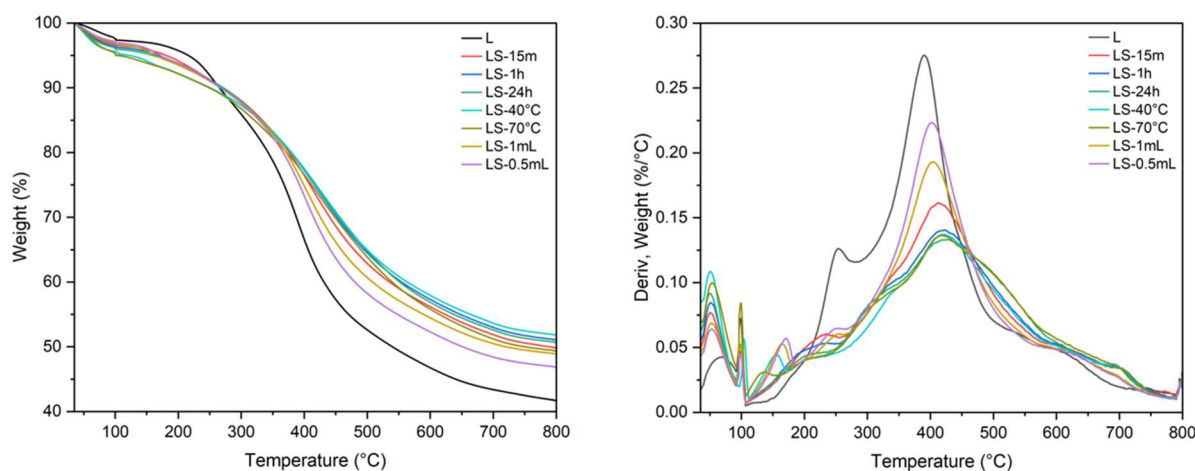 100
90
80
70
60
50
40
Weight (%)
100 200 300 400 500 600 700 800
Temperature (°C)
L
LS-15m
LS-1h
LS-24h
LS-40°C
LS-70°C
LS-1mL
LS-0.5mL
0.30
0.25
0.20
0.15
0.10
0.05
0.00
Deriv, Weight (%/°C)
100 200 300 400 500 600 700 800
Temperature (°C)
L
LS-15m
LS-1h
LS-24h
LS-40°C
LS-70°C
LS-1mL
LS-0.5mL